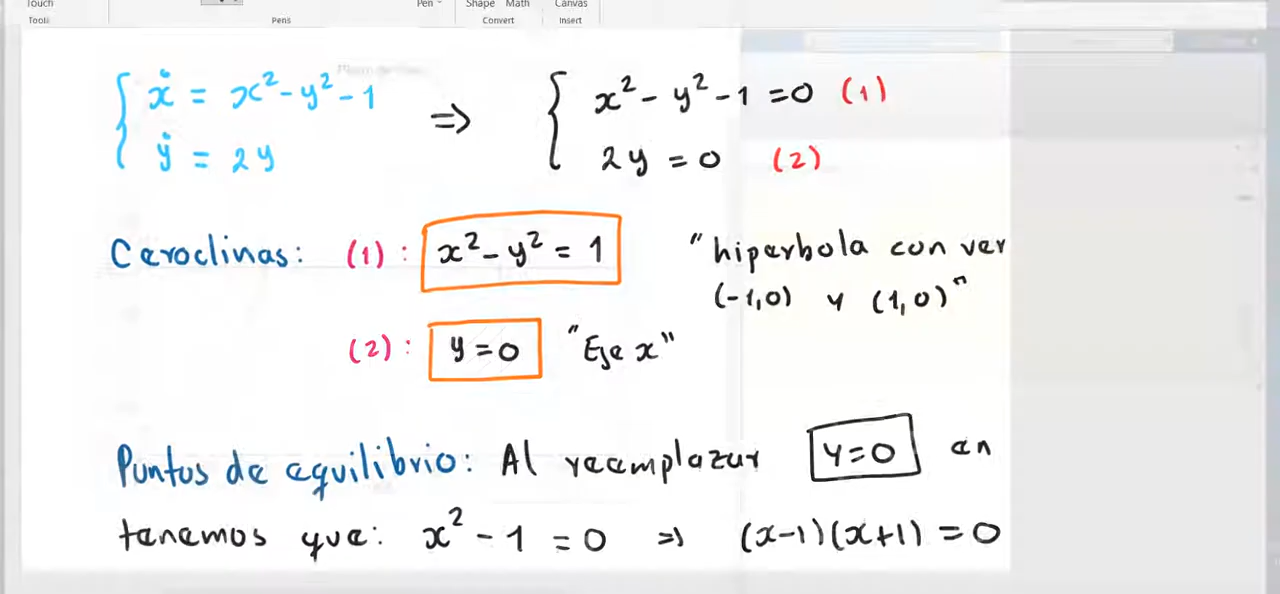 Touch
Pen
Shape Math
Canvas
Tools
Pens
Convert
Insert
ẋ = x² - y² - 1 ⇒ x² - y² - 1 = 0 (1)
ẏ = 2y 2y = 0 (2)
Ceroclinas: (1): x² - y² = 1 "hiperbola con ver
(-1,0) y (1,0)"
(2): y = 0 "Eje x"
Puntos de equilibrio: Al reemplazar y=0 en
tenemos que: x² - 1 = 0 ⇒ (x-1)(x+1) = 0